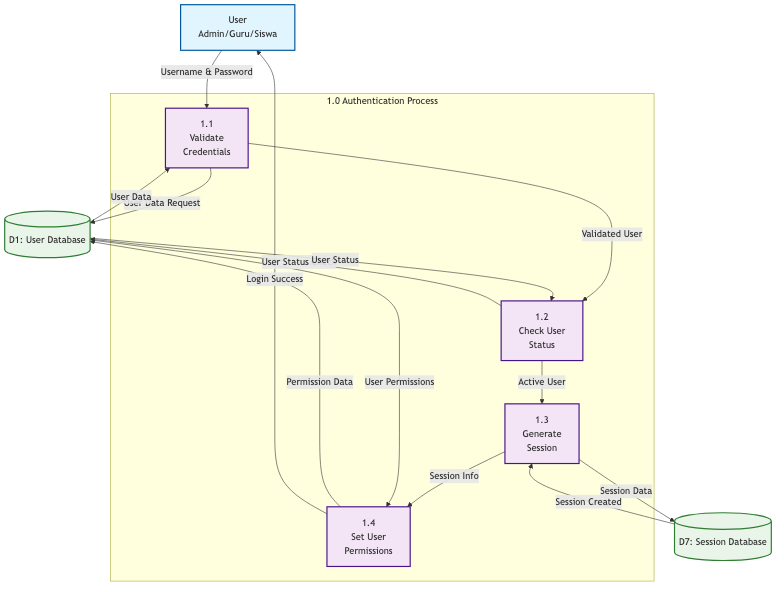 User
Admin/Guru/Siswa
Username & Password
1.0 Authentication Process
1.1
Validate
Credentials
User Data
User Data Request
D1: User Database
Validated User
User Status
User Status
Login Success
1.2
Check User
Status
Permission Data
User Permissions
Active User
1.3
Generate
Session
Session Info
Session Data
Session Created
1.4
Set User
Permissions
D7: Session Database